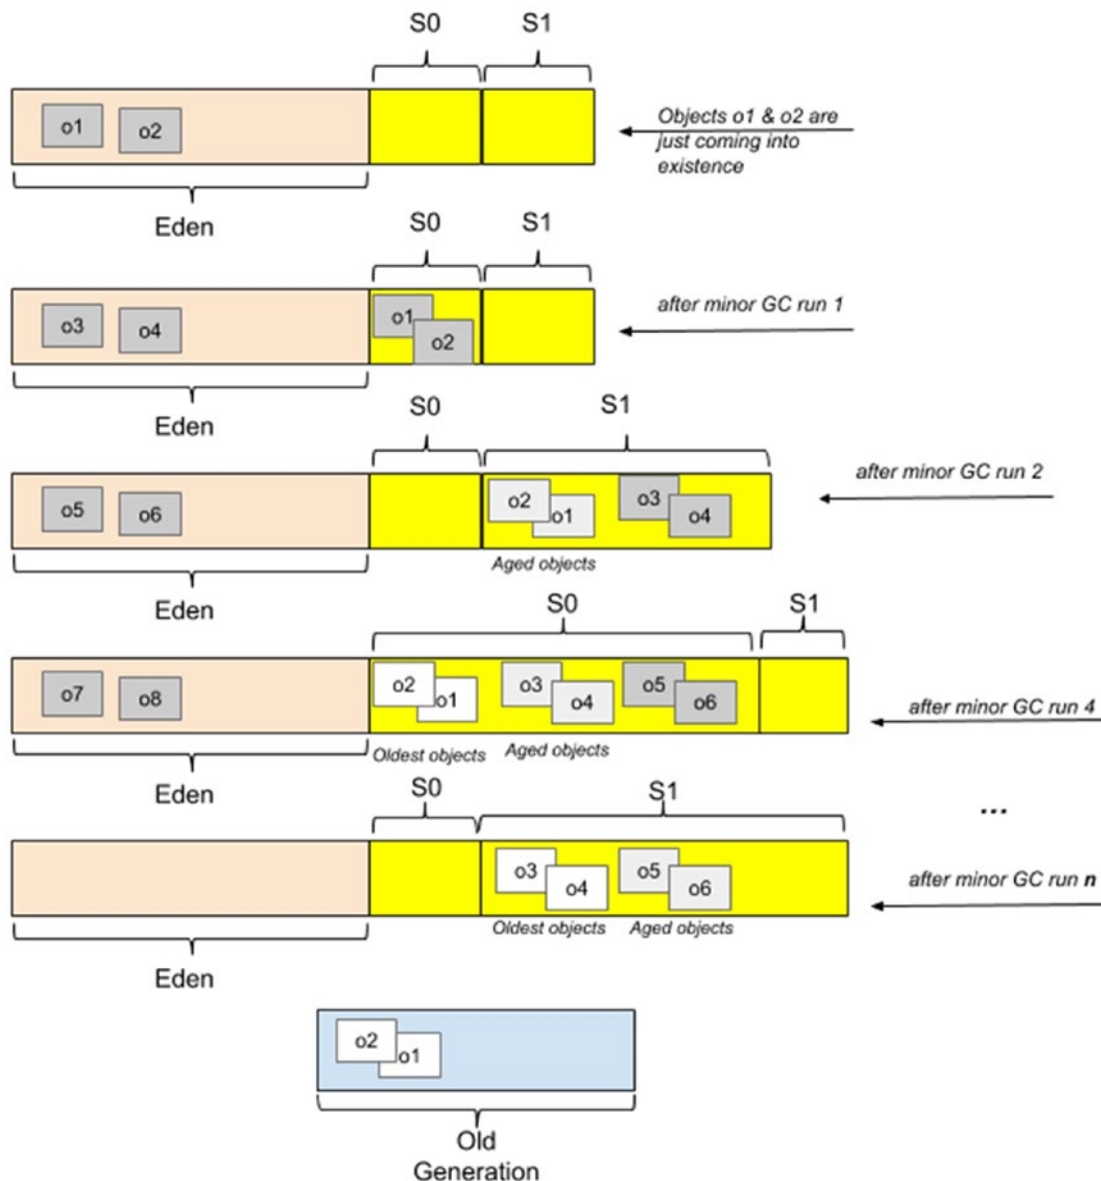 S0 S1
o1 o2
Objects o1 & o2 are
just coming into
existence
Eden
S0 S1
o3 o4 o1 o2
after minor GC run 1
Eden
S0 S1
o5 o6 o2 o1 o3 o4
after minor GC run 2
Aged objects
Eden
S0 S1
o7 o8 o2 o1 o3 o4 o5 o6
after minor GC run 4
Oldest objects Aged objects
Eden
S0 S1
...
o3 o4 o5 o6
after minor GC run n
Oldest objects Aged objects
Eden
o2 o1
Old
Generation